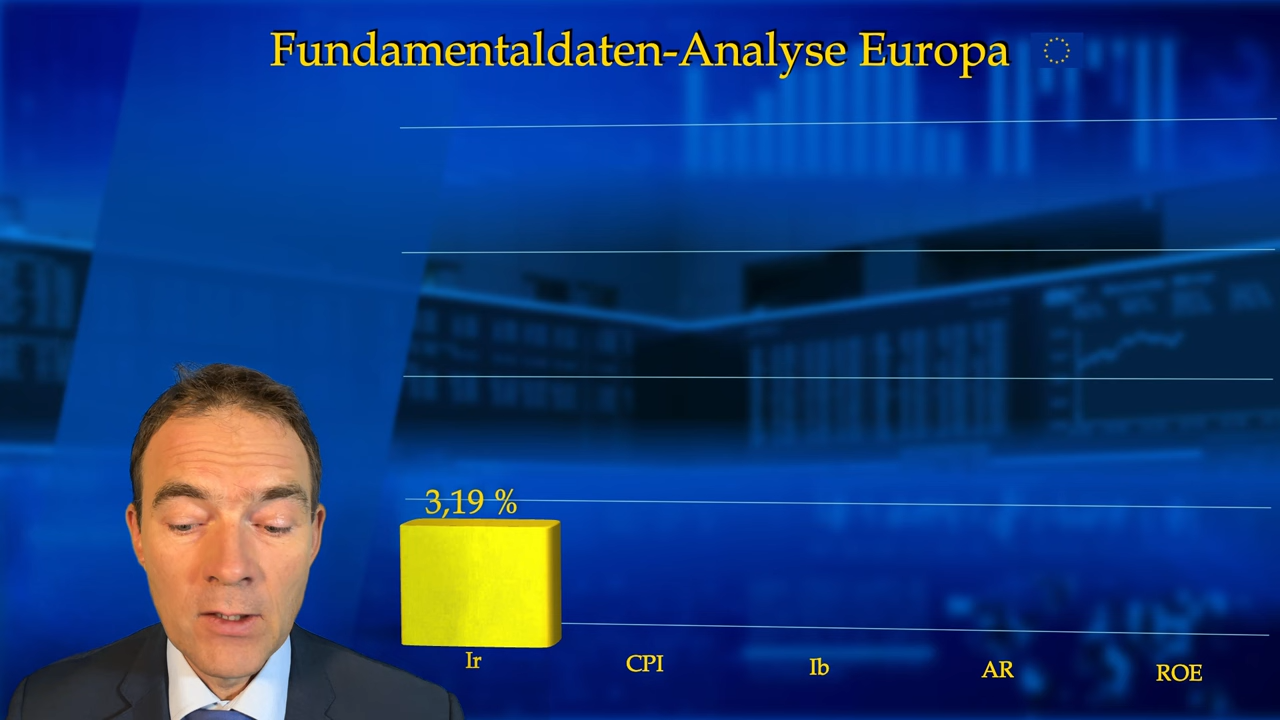 Fundamentaldaten-Analyse Europa
3,19 %
Ir
CPI
Ib
AR
ROE